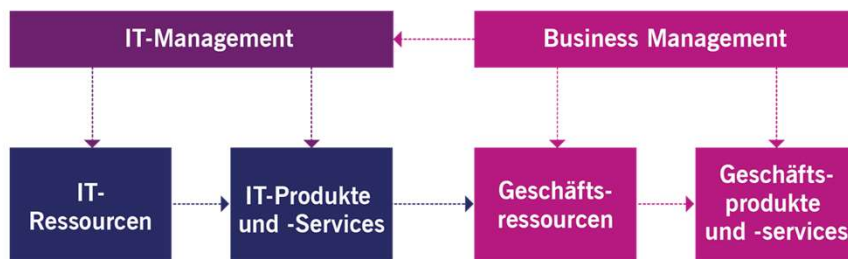 IT-Management
Business Management
IT-
Ressourcen
IT-Produkte
und -Services
Geschäfts-
ressourcen
Geschäfts-
produkte
und -services